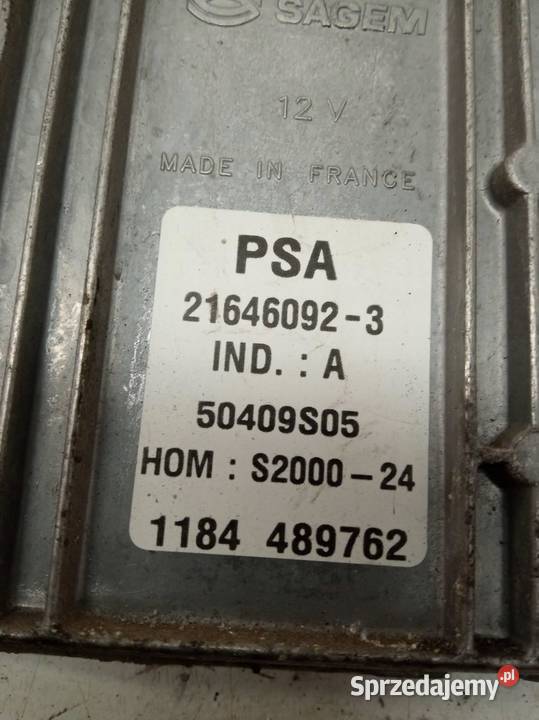 SAGEM
12 V
MADE IN FRANCE
PSA
21646092-3
IND. : A
50409S05
HOM : S2000-24
1184 489762
Sprzedajemy.pl